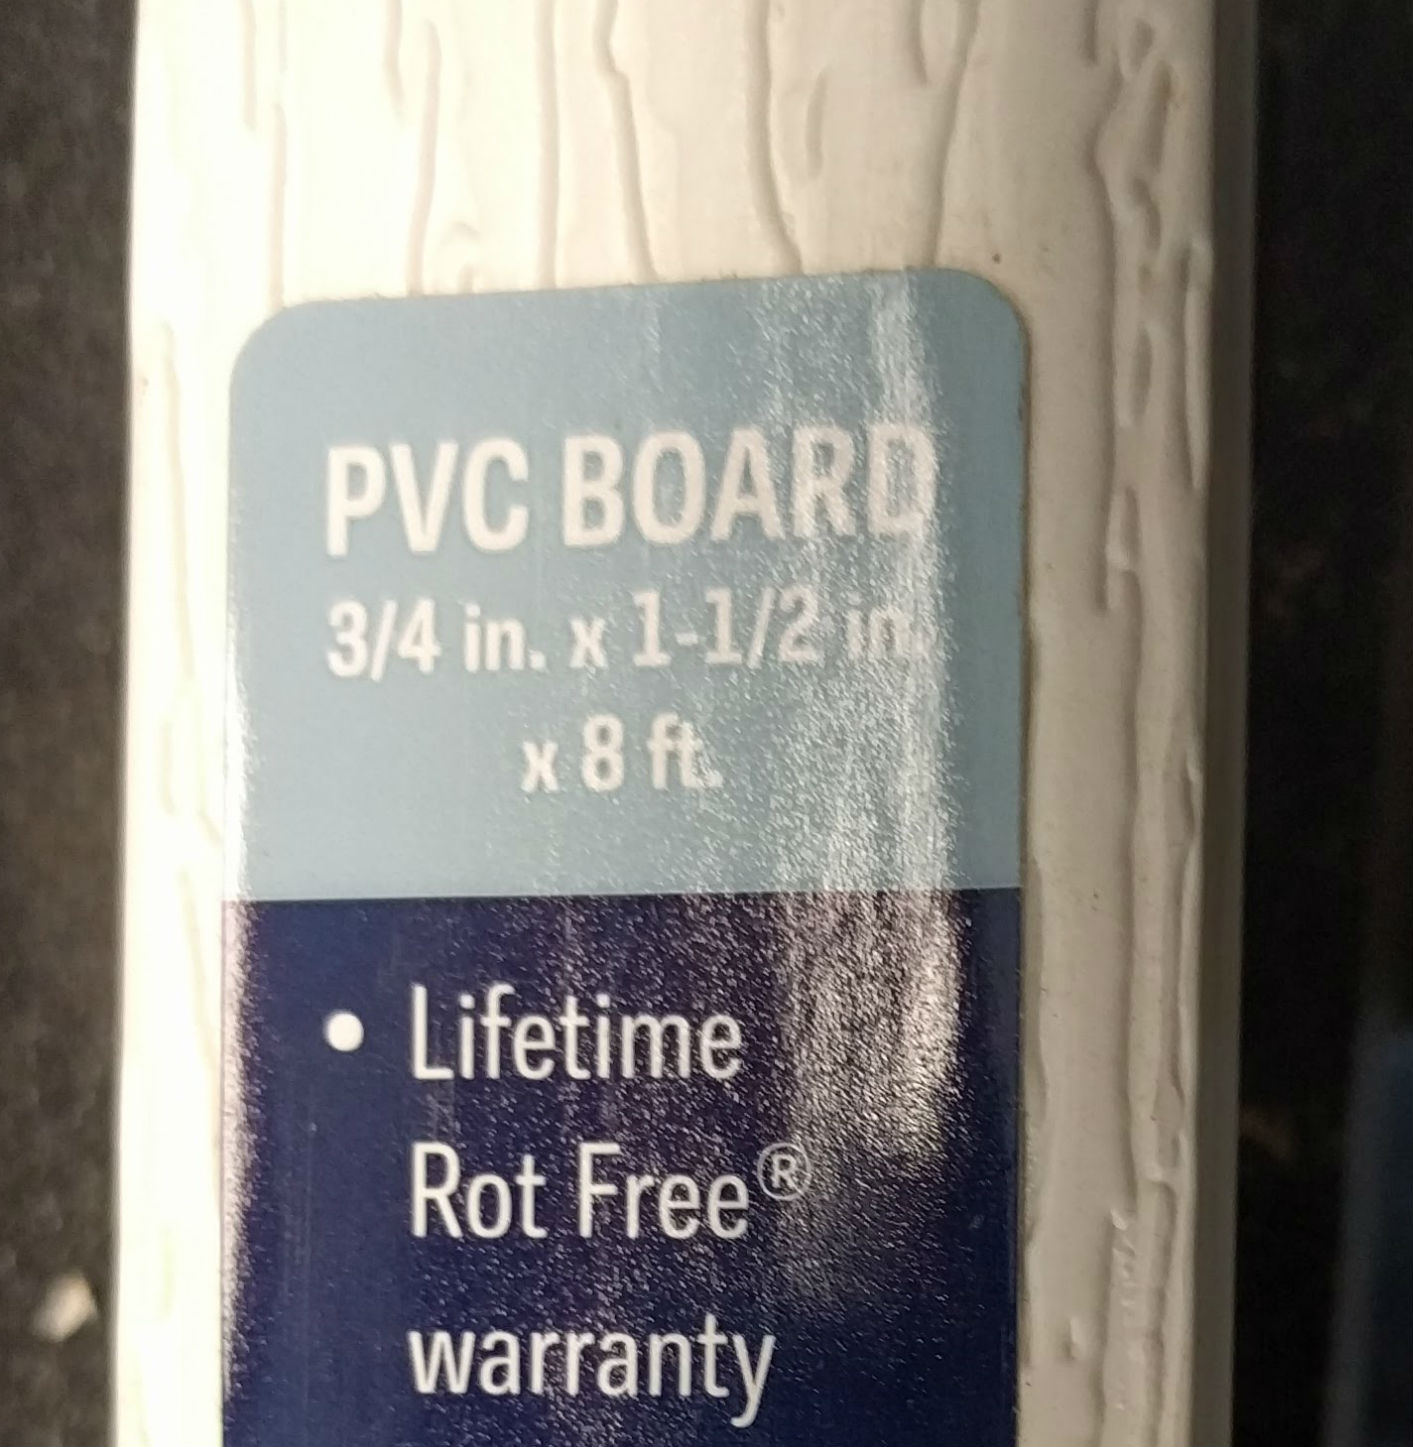 PVC BOARD
3/4 in. x 1-1/2 in.
x 8 ft.
• Lifetime
Rot Free®
warranty